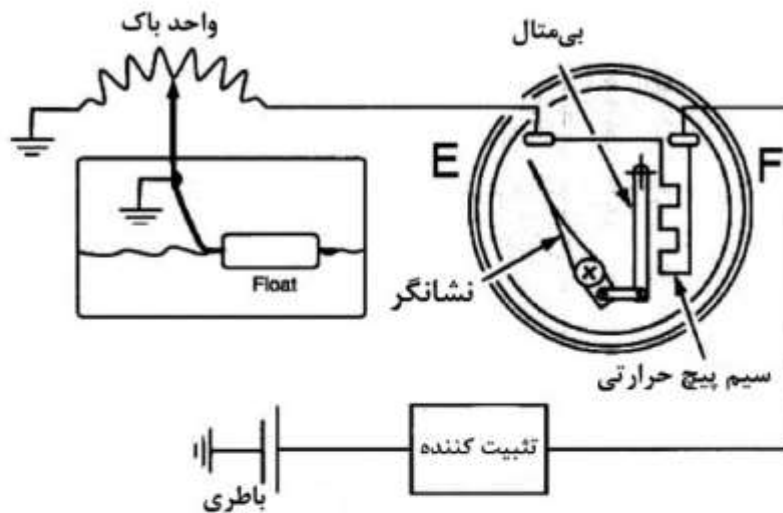 واحد باک
بی‌متال
E
F
Float
نشانگر
سیم پیچ حرارتی
تثبیت کننده
باطری